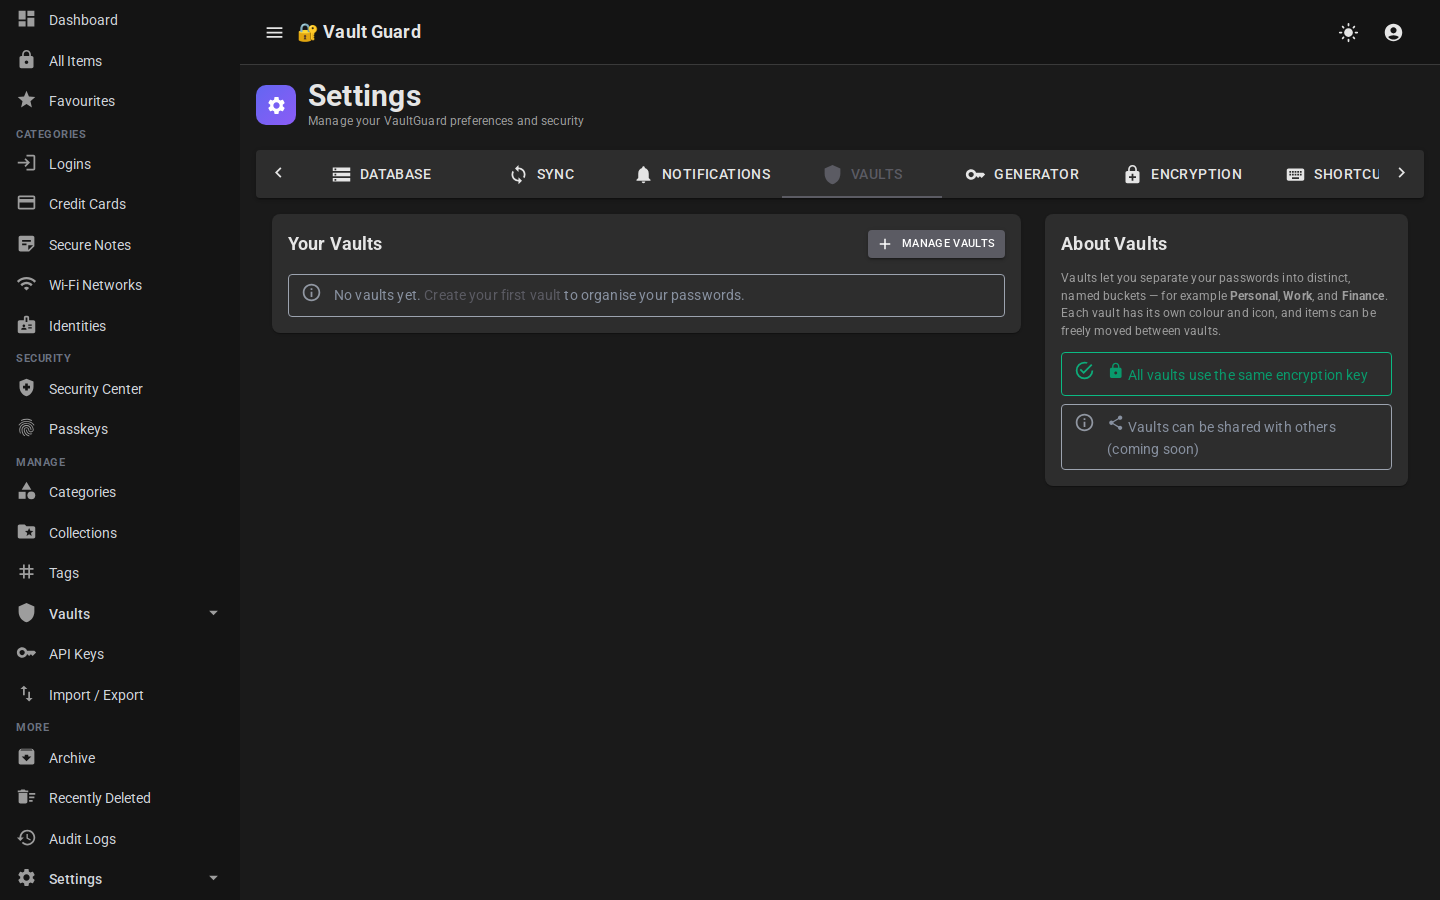 Dashboard
All Items
Favourites
CATEGORIES
Logins
Credit Cards
Secure Notes
Wi-Fi Networks
Identities
SECURITY
Security Center
Passkeys
MANAGE
Categories
Collections
Tags
Vaults
API Keys
Import / Export
MORE
Archive
Recently Deleted
Audit Logs
Settings
🔐 Vault Guard
Settings
Manage your VaultGuard preferences and security
DATABASE
SYNC
NOTIFICATIONS
VAULTS
GENERATOR
ENCRYPTION
SHORTCU
Your Vaults
MANAGE VAULTS
No vaults yet. Create your first vault to organise your passwords.
About Vaults
Vaults let you separate your passwords into distinct,
named buckets — for example Personal, Work, and Finance.
Each vault has its own colour and icon, and items can be
freely moved between vaults.
All vaults use the same encryption key
Vaults can be shared with others
(coming soon)